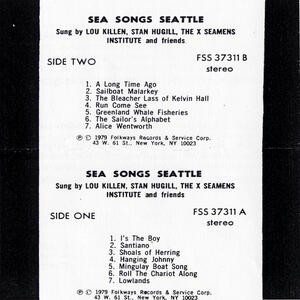 SEA SONGS SEATTLE
Sung by LOU KILLEN, STAN HUGILL, THE X SEAMENS
INSTITUTE and friends
SIDE TWO
FSS 37311 B
stereo
1. A Long Time Ago
2. Sailboat Malarkey
3. The Bleacher Lass of Kelvin Hall
4. Run Come See
5. Greenland Whale Fisheries
6. The Sailor's Alphabet
7. Alice Wentworth
Ⓟ © 1979 Folkways Records & Service Corp.
43 W. 61 St., New York, NY 10023
SEA SONGS SEATTLE
Sung by LOU KILLEN, STAN HUGILL, THE X SEAMENS
INSTITUTE and friends
SIDE ONE
FSS 37311 A
stereo
1. I's The Boy
2. Santiano
3. Shoals of Herring
4. Hanging Johnny
5. Mingulay Boat Song
6. Roll The Chariot Along
7. Lowlands
Ⓟ © 1979 Folkways Records & Service Corp.
43 W. 61 St., New York, NY 10023